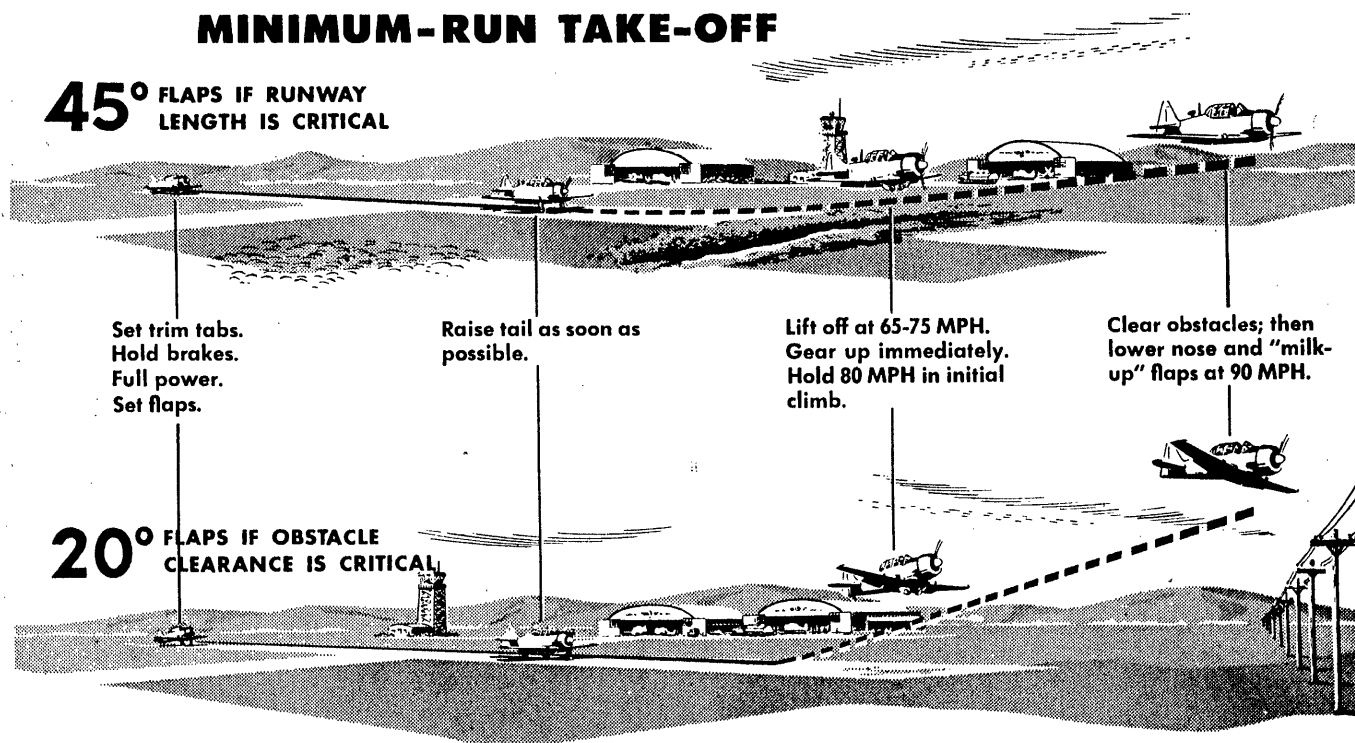 MINIMUM-RUN TAKE-OFF
45° FLAPS IF RUNWAY
LENGTH IS CRITICAL
Set trim tabs.
Hold brakes.
Full power.
Set flaps.
Raise tail as soon as
possible.
Lift off at 65-75 MPH.
Gear up immediately.
Hold 80 MPH in initial
climb.
Clear obstacles; then
lower nose and "milk-
up" flaps at 90 MPH.
20° FLAPS IF OBSTACLE
CLEARANCE IS CRITICAL